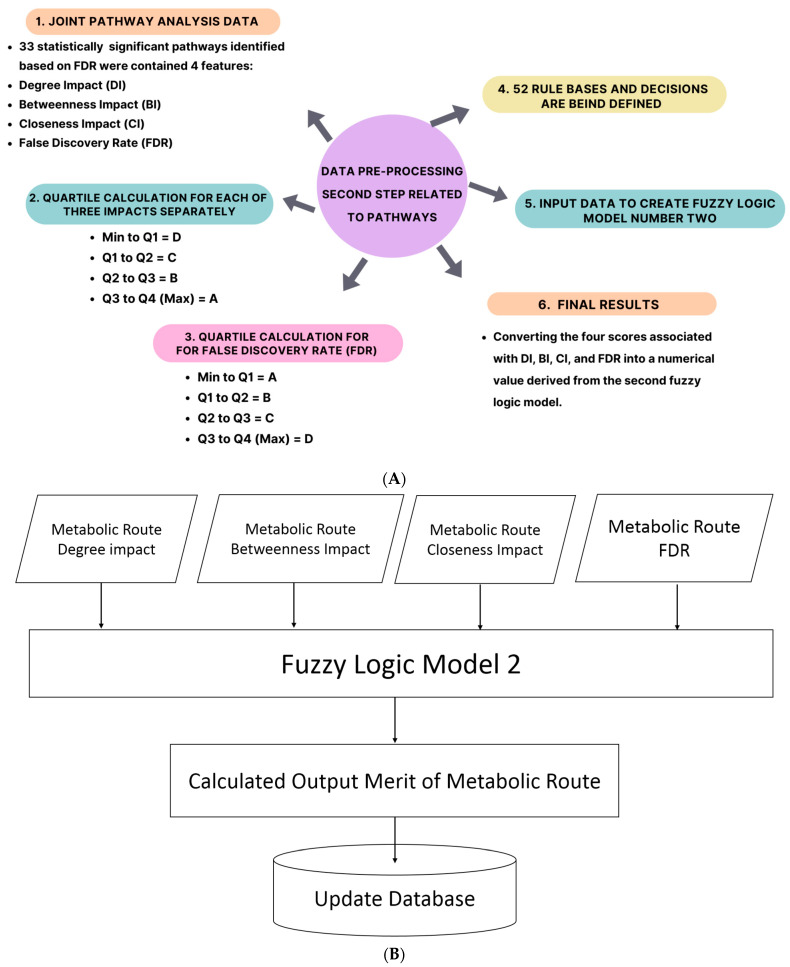 1. JOINT PATHWAY ANALYSIS DATA
• 33 statistically significant pathways identified
based on FDR were contained 4 features:
• Degree Impact (DI)
• Betweenness Impact (BI)
• Closeness Impact (CI)
• False Discovery Rate (FDR)
2. QUARTILE CALCULATION FOR EACH OF
THREE IMPACTS SEPARATELY
• Min to Q1 = D
• Q1 to Q2 = C
• Q2 to Q3 = B
• Q3 to Q4 (Max) = A
3. QUARTILE CALCULATION FOR
FOR FALSE DISCOVERY RATE (FDR)
• Min to Q1 = A
• Q1 to Q2 = B
• Q2 to Q3 = C
• Q3 to Q4 (Max) = D
DATA PRE-PROCESSING
SECOND STEP RELATED
TO PATHWAYS
4. 52 RULE BASES AND DECISIONS
ARE BEIND DEFINED
5. INPUT DATA TO CREATE FUZZY LOGIC
MODEL NUMBER TWO
6. FINAL RESULTS
• Converting the four scores associated
with DI, BI, CI, and FDR into a numerical
value derived from the second fuzzy
logic model.
(A)
Metabolic Route
Degree impact
Metabolic Route
Betweenness Impact
Metabolic Route
Closeness Impact
Metabolic Route
FDR
Fuzzy Logic Model 2
Calculated Output Merit of Metabolic Route
Update Database
(B)